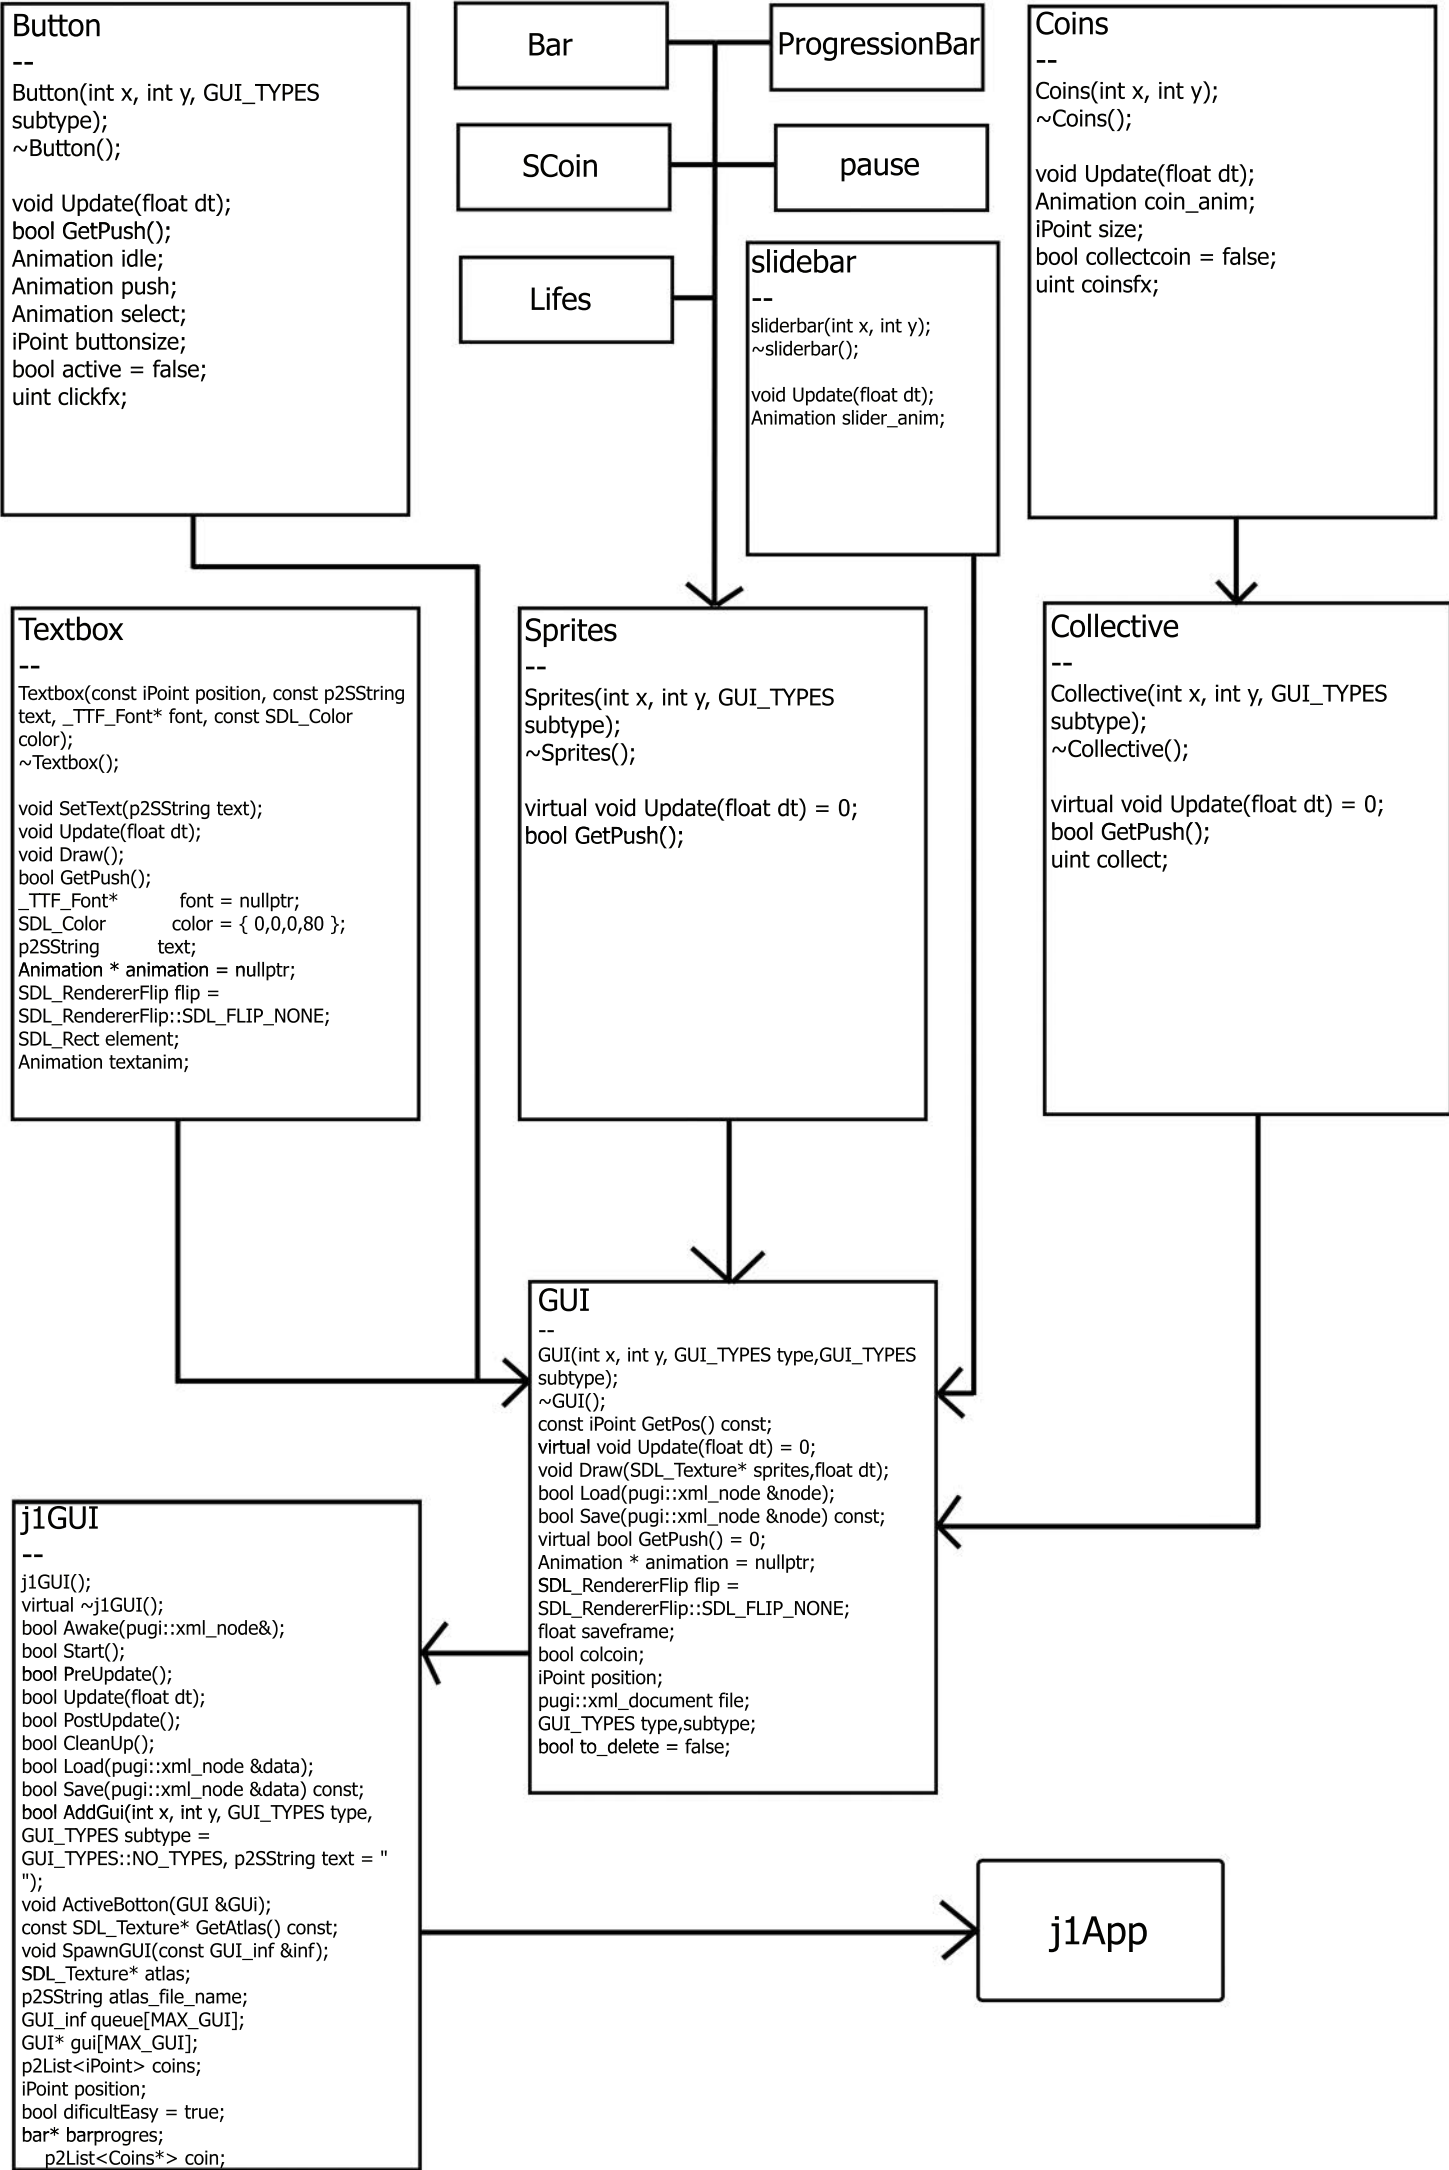 Button
--
Button(int x, int y, GUI_TYPES
subtype);
~Button();
void Update(float dt);
bool GetPush();
Animation idle;
Animation push;
Animation select;
iPoint buttonsize;
bool active = false;
uint clickfx;
Bar
ProgressionBar
SCoin
pause
Lifes
slidebar
--
sliderbar(int x, int y);
~sliderbar();
void Update(float dt);
Animation slider_anim;
Coins
--
Coins(int x, int y);
~Coins();
void Update(float dt);
Animation coin_anim;
iPoint size;
bool collectcoin = false;
uint coinsfx;
Textbox
--
Textbox(const iPoint position, const p2SString
text, _TTF_Font* font, const SDL_Color
color);
~Textbox();
void SetText(p2SString text);
void Update(float dt);
void Draw();
bool GetPush();
_TTF_Font* font = nullptr;
SDL_Color color = { 0,0,0,80 };
p2SString text;
Animation * animation = nullptr;
SDL_RendererFlip flip =
SDL_RendererFlip::SDL_FLIP_NONE;
SDL_Rect element;
Animation textanim;
Sprites
--
Sprites(int x, int y, GUI_TYPES
subtype);
~Sprites();
virtual void Update(float dt) = 0;
bool GetPush();
Collective
--
Collective(int x, int y, GUI_TYPES
subtype);
~Collective();
virtual void Update(float dt) = 0;
bool GetPush();
uint collect;
GUI
--
GUI(int x, int y, GUI_TYPES type,GUI_TYPES
subtype);
~GUI();
const iPoint GetPos() const;
virtual void Update(float dt) = 0;
void Draw(SDL_Texture* sprites,float dt);
bool Load(pugi::xml_node &node);
bool Save(pugi::xml_node &node) const;
virtual bool GetPush() = 0;
Animation * animation = nullptr;
SDL_RendererFlip flip =
SDL_RendererFlip::SDL_FLIP_NONE;
float saveframe;
bool colcoin;
iPoint position;
pugi::xml_document file;
GUI_TYPES type,subtype;
bool to_delete = false;
j1GUI
--
j1GUI();
virtual ~j1GUI();
bool Awake(pugi::xml_node&);
bool Start();
bool PreUpdate();
bool Update(float dt);
bool PostUpdate();
bool CleanUp();
bool Load(pugi::xml_node &data);
bool Save(pugi::xml_node &data) const;
bool AddGui(int x, int y, GUI_TYPES type,
GUI_TYPES subtype =
GUI_TYPES::NO_TYPES, p2SString text = "
");
void ActiveBotton(GUI &GUi);
const SDL_Texture* GetAtlas() const;
void SpawnGUI(const GUI_inf &inf);
SDL_Texture* atlas;
p2SString atlas_file_name;
GUI_inf queue[MAX_GUI];
GUI* gui[MAX_GUI];
p2List<iPoint> coins;
iPoint position;
bool dificultEasy = true;
bar* barprogres;
p2List<Coins*> coin;
j1App